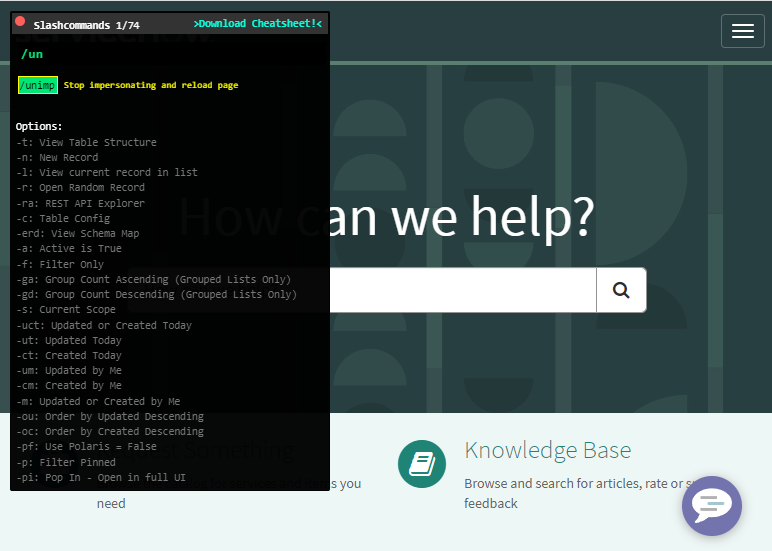 Slashcommands 1/74
>Download Cheatsheet!<
/un
/unimp Stop impersonating and reload page
Options:
-t: View Table Structure
-n: New Record
-l: View current record in list
-r: Open Random Record
-ra: REST API Explorer
-c: Table Config
-erd: View Schema Map
-a: Active is True
-f: Filter Only
-ga: Group Count Ascending (Grouped Lists Only)
-gd: Group Count Descending (Grouped Lists Only)
-s: Current Scope
-uct: Updated or Created Today
-ut: Updated Today
-ct: Created Today
-um: Updated by Me
-cm: Created by Me
-m: Updated or Created by Me
-ou: Order by Updated Descending
-oc: Order by Created Descending
-pf: Use Polaris = False
-p: Filter Pinned
-pi: Pop In - Open in full UI
How can we help?
Something
you
need
Knowledge Base
Browse and search for articles, rate or
feedback